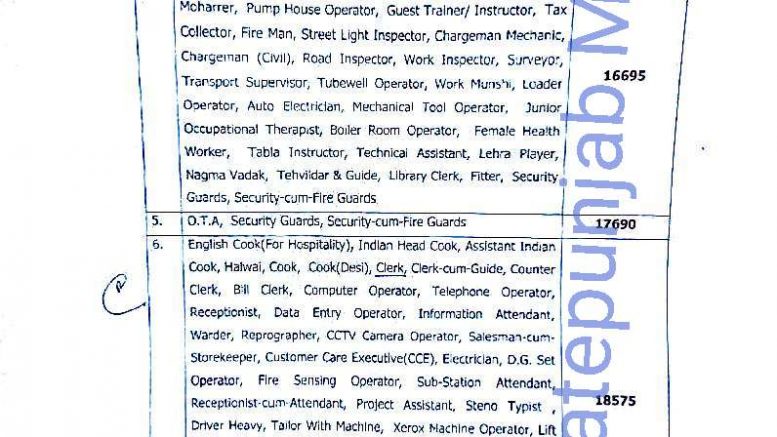 Moharrer, Pump House Operator, Guest Trainer/ Instructor, Tax
Collector, Fire Man, Street Light Inspector, Chargeman Mechanic,
Chargeman (Civil), Road Inspector, Work Inspector, Surveyor,
Transport Supervisor, Tubewell Operator, Work Munshi, Loader
Operator, Auto Electrician, Mechanical Tool Operator, Junior
Occupational Therapist, Boiler Room Operator, Female Health
Worker, Tabla Instructor, Technical Assistant, Lehra Player,
Nagma Vadak, Tehvildar & Guide, Library Clerk, Fitter, Security
Guards, Security-cum-Fire Guards
16695
5. O.T.A, Security Guards, Security-cum-Fire Guards 17690
6. English Cook(For Hospitality), Indian Head Cook, Assistant Indian
Cook, Halwai, Cook, Cook(Desi), Clerk, Clerk-cum-Guide, Counter
Clerk, Bill Clerk, Computer Operator, Telephone Operator,
Receptionist, Data Entry Operator, Information Attendant,
Warder, Reprographer, CCTV Camera Operator, Salesman-cum-
Storekeeper, Customer Care Executive(CCE), Electrician, D.G. Set
Operator, Fire Sensing Operator, Sub-Station Attendant,
Receptionist-cum-Attendant, Project Assistant, Steno Typist ,
Driver Heavy, Tailor With Machine, Xerox Machine Operator, Lift
18575
atepunjab M